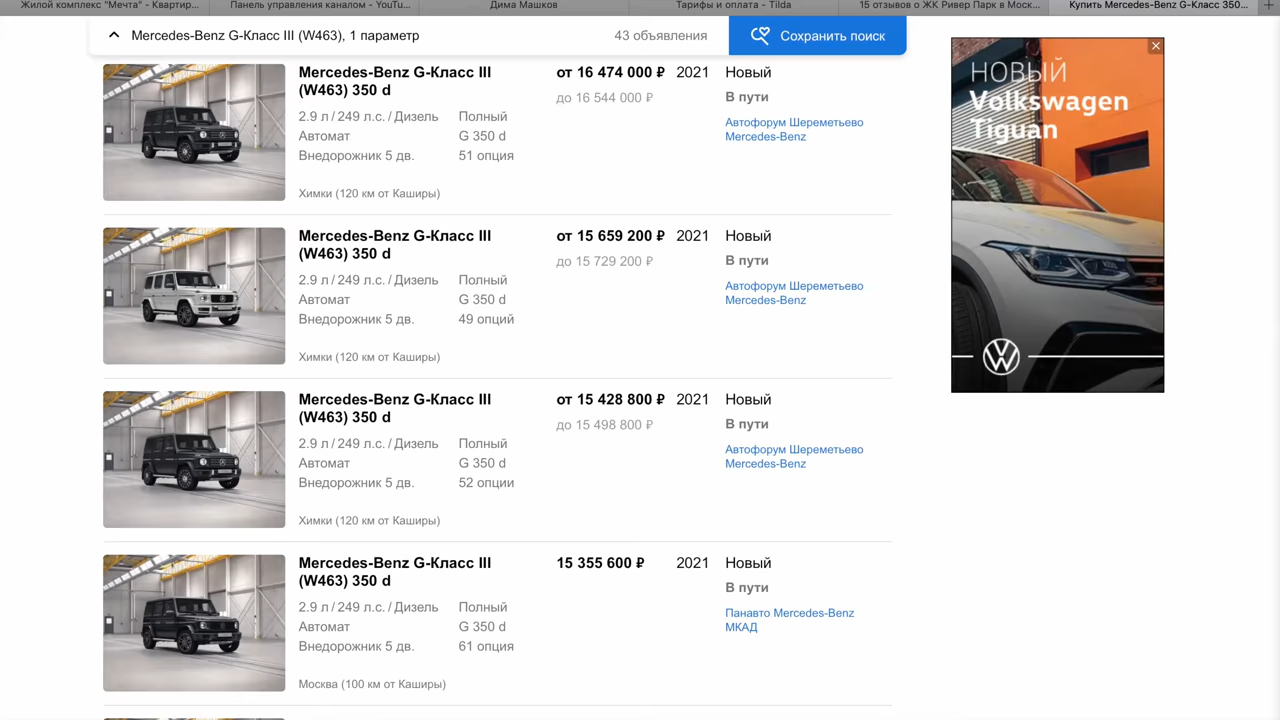 Жилой комплекс "Мечта" - Квартир...
Панель управления каналом - YouTu...
Дима Машков
Тарифы и оплата - Tilda
15 отзывов о ЖК Ривер Парк в Моск...
Купить Mercedes-Benz G-Класс 350...
Mercedes-Benz G-Класс III (W463), 1 параметр
43 объявления
Сохранить поиск
Mercedes-Benz G-Класс III
(W463) 350 d
2.9 л / 249 л.с. / Дизель
Автомат
Внедорожник 5 дв.
Полный
G 350 d
51 опция
Химки (120 км от Каширы)
от 16 474 000 ₽
до 16 544 000 ₽
2021
Новый
В пути
Автофорум Шереметьево
Mercedes-Benz
Mercedes-Benz G-Класс III
(W463) 350 d
2.9 л / 249 л.с. / Дизель
Автомат
Внедорожник 5 дв.
Полный
G 350 d
49 опций
Химки (120 км от Каширы)
от 15 659 200 ₽
до 15 729 200 ₽
2021
Новый
В пути
Автофорум Шереметьево
Mercedes-Benz
Mercedes-Benz G-Класс III
(W463) 350 d
2.9 л / 249 л.с. / Дизель
Автомат
Внедорожник 5 дв.
Полный
G 350 d
52 опции
Химки (120 км от Каширы)
от 15 428 800 ₽
до 15 498 800 ₽
2021
Новый
В пути
Автофорум Шереметьево
Mercedes-Benz
Mercedes-Benz G-Класс III
(W463) 350 d
2.9 л / 249 л.с. / Дизель
Автомат
Внедорожник 5 дв.
Полный
G 350 d
61 опция
Москва (100 км от Каширы)
15 355 600 ₽
2021
Новый
В пути
Панавто Mercedes-Benz
МКАД
НОВЫЙ
Volkswagen
Tiguan